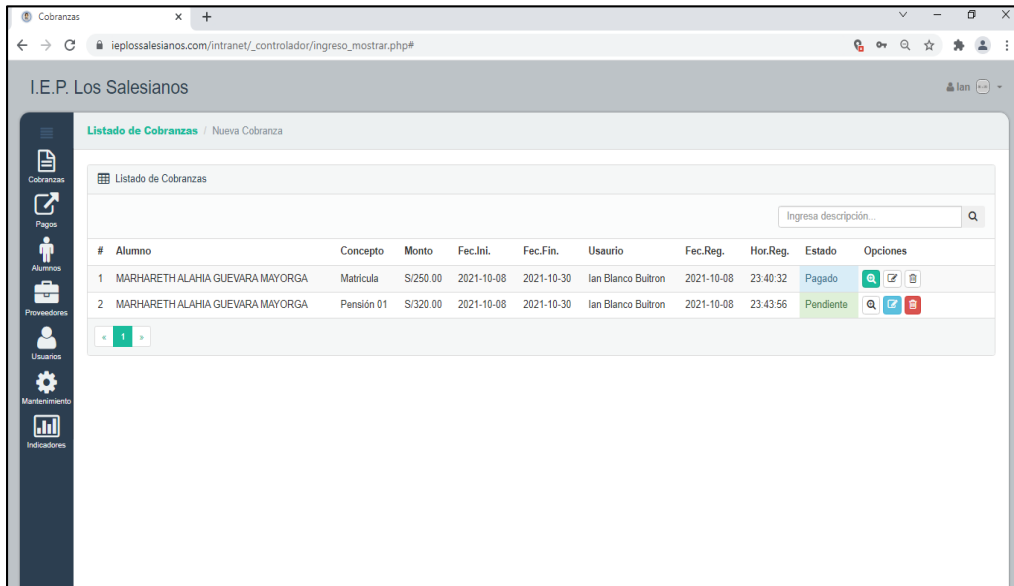 Cobranzas
ieplossalesianos.com/intranet/_controlador/ingreso_mostrar.php#
I.E.P. Los Salesianos
Ian
Listado de Cobranzas / Nueva Cobranza
Cobranzas
Pagos
Alumnos
Proveedores
Usuarios
Mantenimiento
Indicadores
Listado de Cobranzas
Ingresa descripción...
# Alumno Concepto Monto Fec.Ini. Fec.Fin. Usaurio Fec.Reg. Hor.Reg. Estado Opciones
1 MARHARETH ALAHIA GUEVARA MAYORGA Matricula S/250.00 2021-10-08 2021-10-30 Ian Blanco Buitron 2021-10-08 23:40:32 Pagado
2 MARHARETH ALAHIA GUEVARA MAYORGA Pensión 01 S/320.00 2021-10-08 2021-10-30 Ian Blanco Buitron 2021-10-08 23:43:56 Pendiente
« 1 »